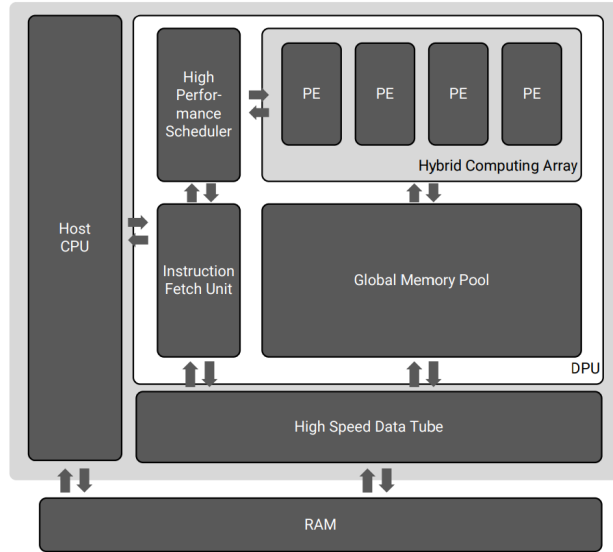 High
Perfor-
mance
Scheduler
PE
PE
PE
PE
Hybrid Computing Array
Host
CPU
Instruction
Fetch Unit
Global Memory Pool
DPU
High Speed Data Tube
RAM